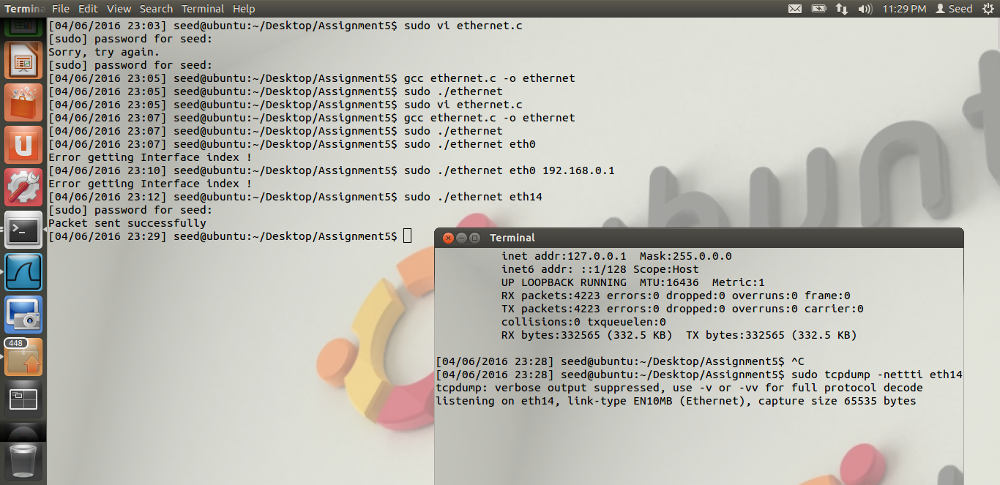 Termina File Edit View Search Terminal Help 11:29 PM Seed
[04/06/2016 23:03] seed@ubuntu:~/Desktop/Assignment5$ sudo vi ethernet.c
[sudo] password for seed:
Sorry, try again.
[sudo] password for seed:
[04/06/2016 23:05] seed@ubuntu:~/Desktop/Assignment5$ gcc ethernet.c -o ethernet
[04/06/2016 23:05] seed@ubuntu:~/Desktop/Assignment5$ sudo ./ethernet
[04/06/2016 23:05] seed@ubuntu:~/Desktop/Assignment5$ sudo vi ethernet.c
[04/06/2016 23:07] seed@ubuntu:~/Desktop/Assignment5$ gcc ethernet.c -o ethernet
[04/06/2016 23:07] seed@ubuntu:~/Desktop/Assignment5$ sudo ./ethernet
[04/06/2016 23:07] seed@ubuntu:~/Desktop/Assignment5$ sudo ./ethernet eth0
Error getting Interface index !
[04/06/2016 23:10] seed@ubuntu:~/Desktop/Assignment5$ sudo ./ethernet eth0 192.168.0.1
Error getting Interface index !
[04/06/2016 23:12] seed@ubuntu:~/Desktop/Assignment5$ sudo ./ethernet eth14
[sudo] password for seed:
Packet sent successfully
[04/06/2016 23:29] seed@ubuntu:~/Desktop/Assignment5$
Terminal
inet addr:127.0.0.1  Mask:255.0.0.0
inet6 addr: ::1/128 Scope:Host
UP LOOPBACK RUNNING  MTU:16436  Metric:1
RX packets:4223 errors:0 dropped:0 overruns:0 frame:0
TX packets:4223 errors:0 dropped:0 overruns:0 carrier:0
collisions:0 txqueuelen:0
RX bytes:332565 (332.5 KB)  TX bytes:332565 (332.5 KB)
[04/06/2016 23:28] seed@ubuntu:~/Desktop/Assignment5$ ^C
[04/06/2016 23:28] seed@ubuntu:~/Desktop/Assignment5$ sudo tcpdump -nettti eth14
tcpdump: verbose output suppressed, use -v or -vv for full protocol decode
listening on eth14, link-type EN10MB (Ethernet), capture size 65535 bytes
448
bunt